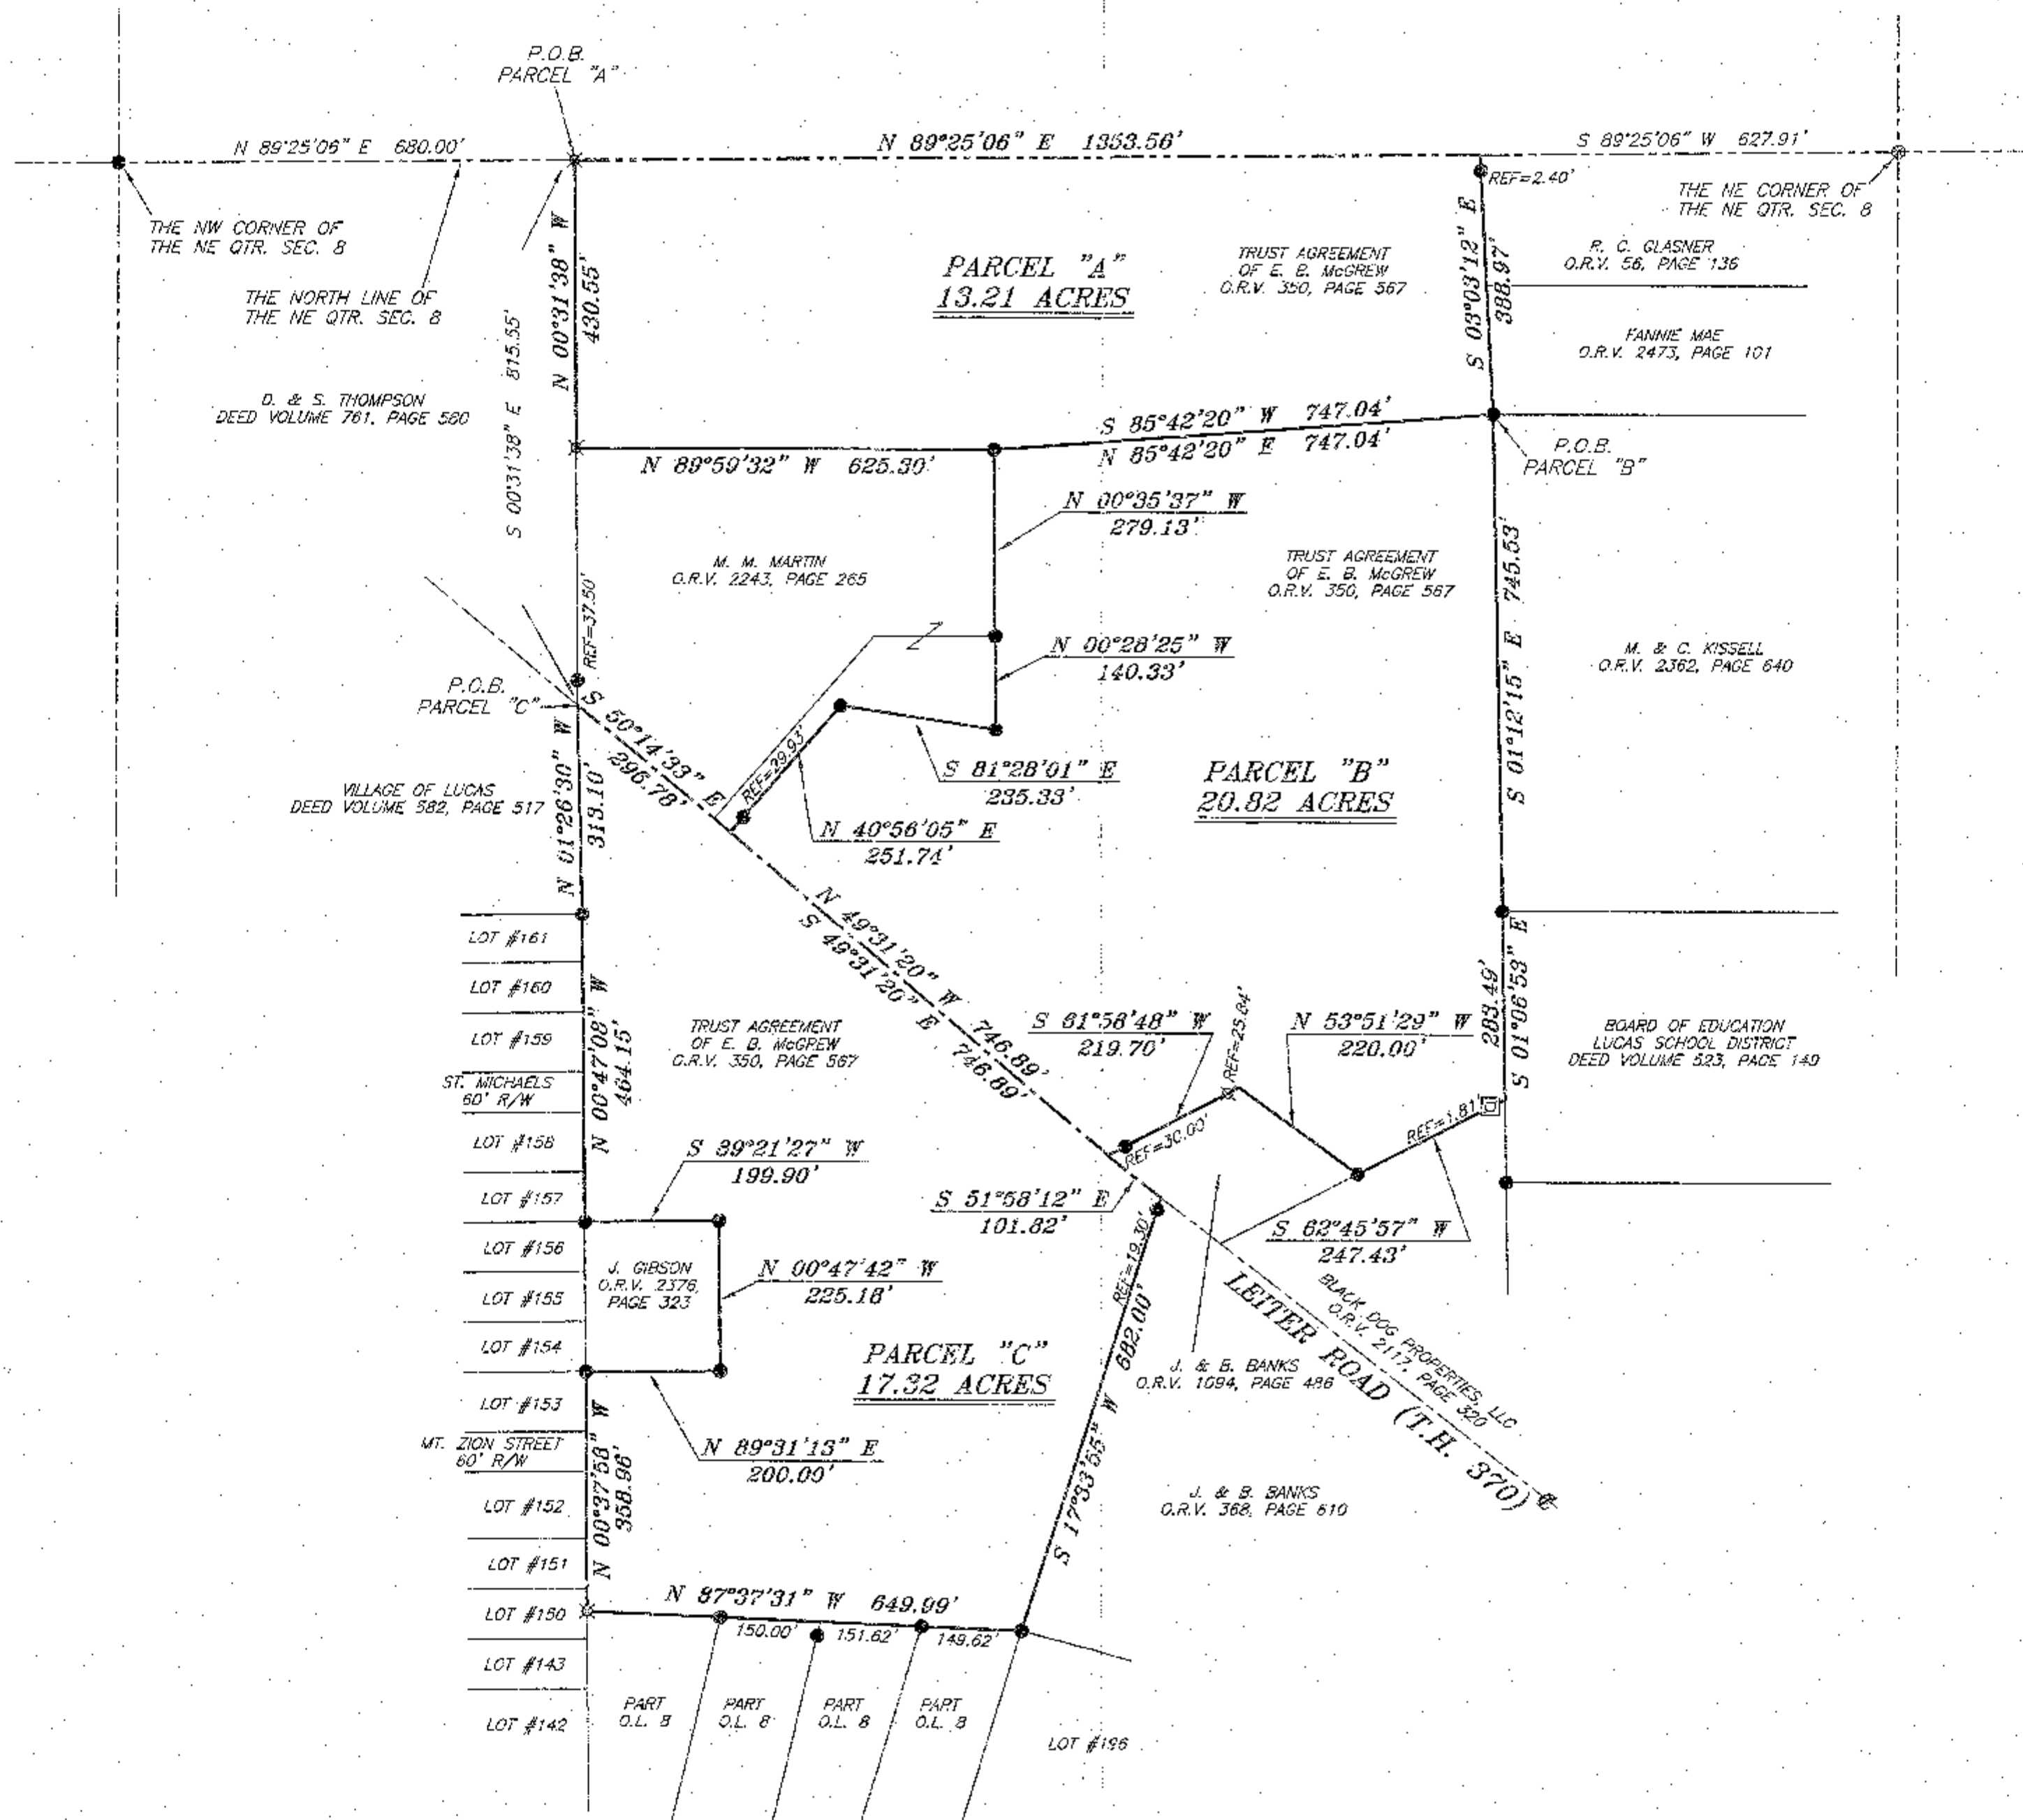 P.O.B.
PARCEL "A"
N 89°25'06" E 680.00'
N 89°25'06" E 1353.56'
S 89°25'06" W 627.91'
REF=2.40'
THE NW CORNER OF
THE NE QTR. SEC. 8
THE NE CORNER OF
THE NE QTR. SEC. 8
THE NORTH LINE OF
THE NE QTR. SEC. 8
N 00°31'38" W
430.55'
S 00°31'38" E 815.55'
PARCEL "A"
13.21 ACRES
TRUST AGREEMENT
OF E. B. McGREW
O.R.V. 350, PAGE 567
S 03°03'12" E
388.97'
R. C. GLASNER
O.R.V. 56, PAGE 136
FANNIE MAE
O.R.V. 2473, PAGE 101
D. & S. THOMPSON
DEED VOLUME 761, PAGE 560
S 85°42'20" W 747.04'
N 85°42'20" E 747.04'
N 89°59'32" W 625.30'
P.O.B.
PARCEL "B"
N 00°35'37" W
279.13'
M. M. MARTIN
O.R.V. 2243, PAGE 265
TRUST AGREEMENT
OF E. B. McGREW
O.R.V. 350, PAGE 567
S 01°12'15" E 745.53'
REF=37.50'
N 00°28'25" W
140.33'
M. & C. KISSELL
O.R.V. 2362, PAGE 640
P.O.B.
PARCEL "C"
S 50°14'33" E
296.78'
REF=29.93'
S 81°28'01" E
235.33'
PARCEL "B"
20.82 ACRES
VILLAGE OF LUCAS
DEED VOLUME 582, PAGE 517
N 01°26'30" W
313.10'
N 40°56'05" E
251.74'
N 49°31'20" W 746.89'
S 49°31'20" E 746.89'
LOT #161
LOT #160
LOT #159
ST. MICHAELS
60' R/W
LOT #158
LOT #157
LOT #156
LOT #155
LOT #154
LOT #153
MT. ZION STREET
60' R/W
LOT #152
LOT #151
LOT #150
LOT #143
LOT #142
N 00°47'08" W
464.15'
TRUST AGREEMENT
OF E. B. McGREW
O.R.V. 350, PAGE 567
S 61°58'48" W
219.70'
REF=25.84'
N 53°51'29" W
220.00'
283.49'
S 01°06'53" E
BOARD OF EDUCATION
LUCAS SCHOOL DISTRICT
DEED VOLUME 523, PAGE 149
REF=1.81'
REF=30.00'
S 89°21'27" W
199.90'
S 51°58'12" E
101.82'
REF=19.30'
S 62°45'57" W
247.43'
J. GIBSON
O.R.V. 2376,
PAGE 323
N 00°47'42" W
225.18'
LEITER ROAD (T.H. 370) ℄
BLACK DOG PROPERTIES, LLC
O.R.V. 2117, PAGE 320
PARCEL "C"
17.32 ACRES
J. & B. BANKS
O.R.V. 1094, PAGE 486
S 17°33'55" W 682.00'
N 89°31'13" E
200.00'
J. & B. BANKS
O.R.V. 368, PAGE 610
N 00°37'58" W
358.96'
N 87°37'31" W 649.99'
150.00'
151.62'
149.62'
PART
O.L. 8
PART
O.L. 8
PART
O.L. 8
PART
O.L. 8
LOT #196